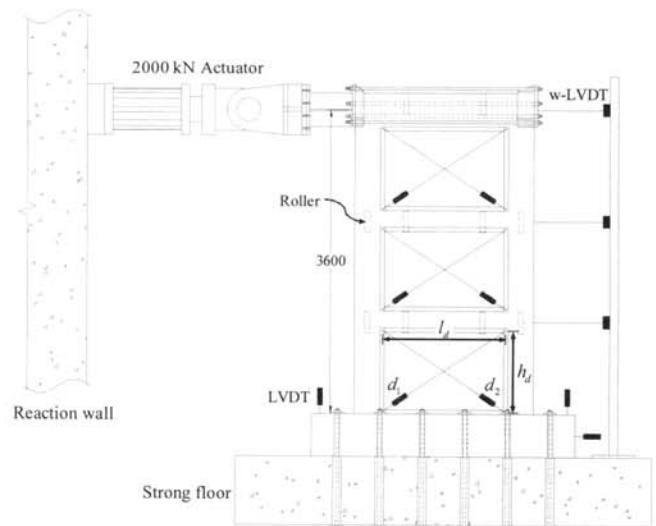 2000 kN Actuator
w-LVDT
Roller
3600
l_d
h_d
d_1
d_2
LVDT
Reaction wall
Strong floor